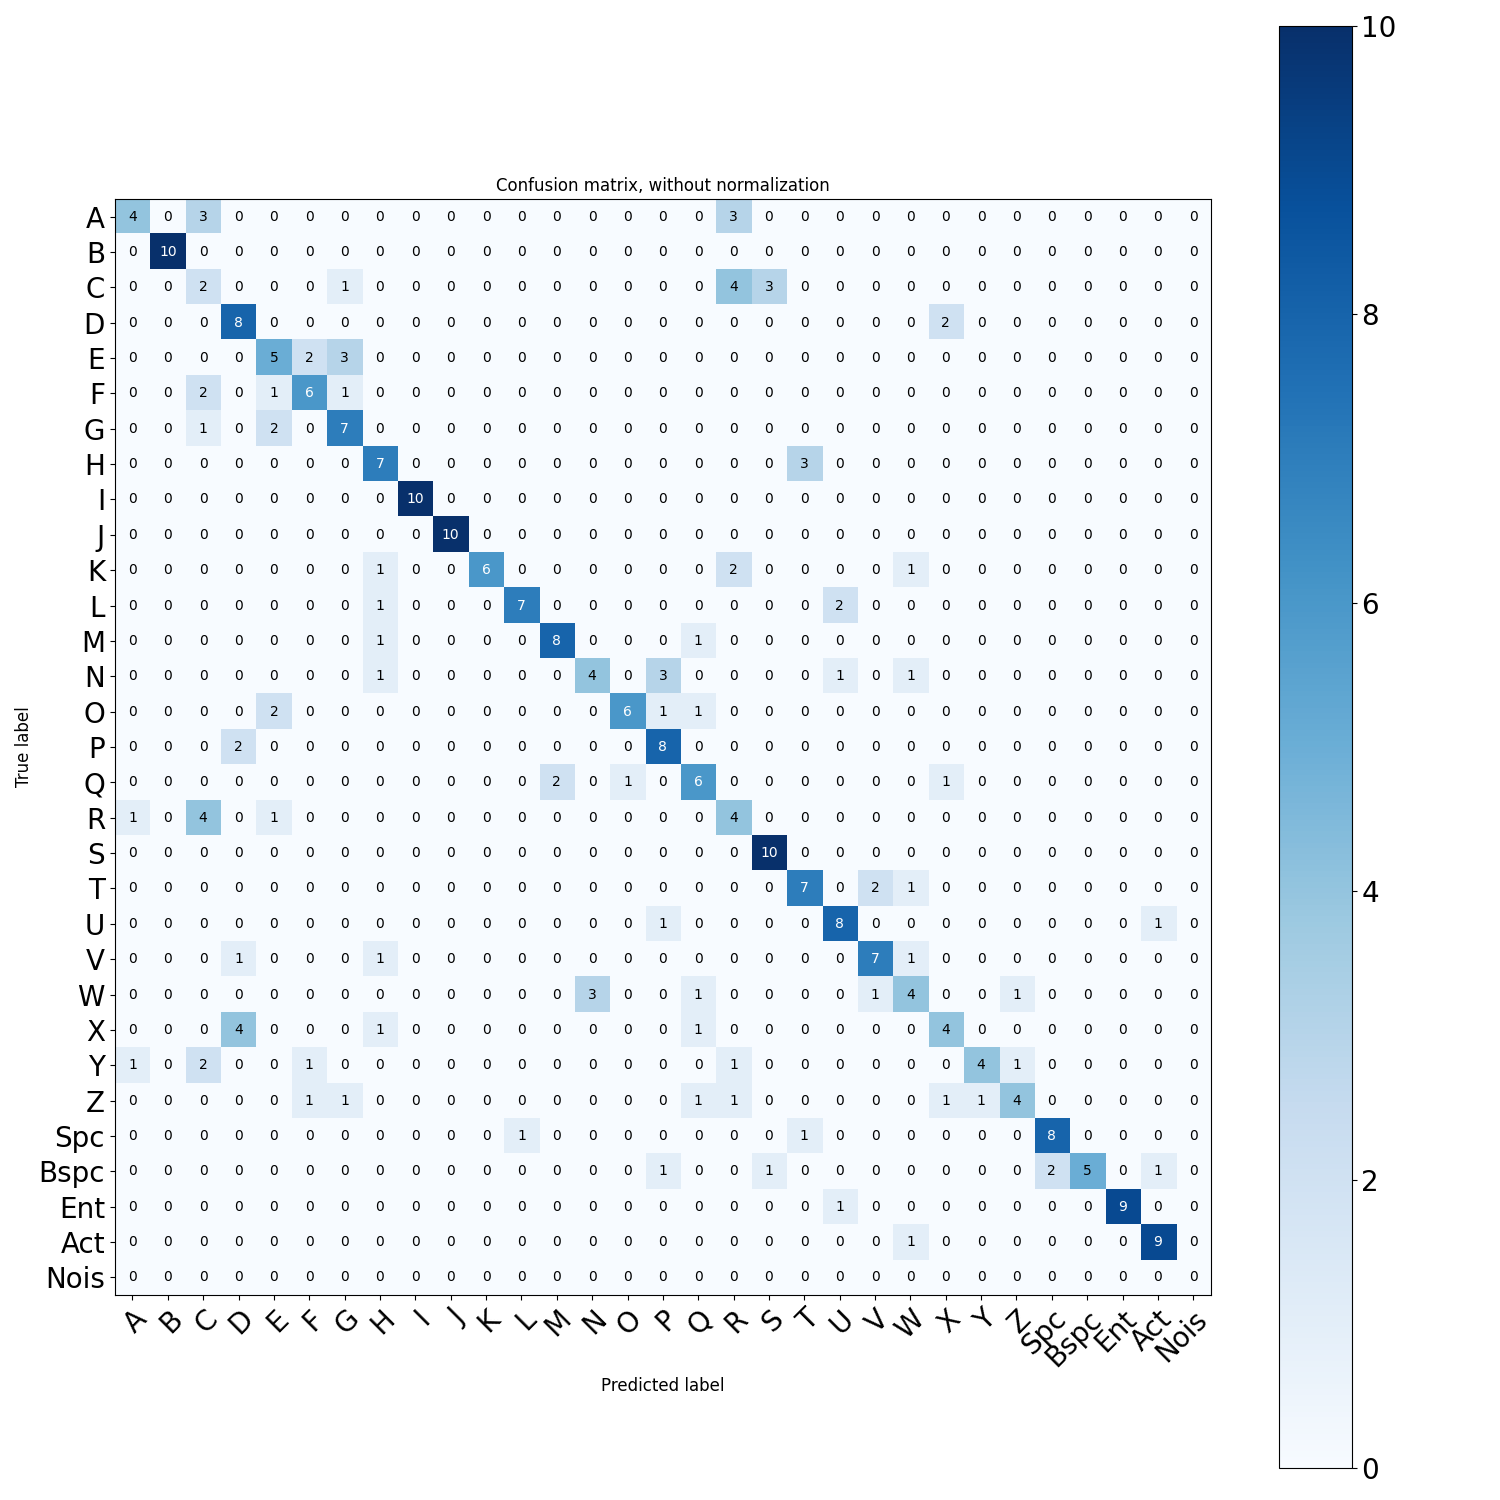 Confusion matrix, without normalization
A 4 0 3 0 0 0 0 0 0 0 0 0 0 0 0 0 0 3 0 0 0 0 0 0 0 0 0 0 0 0 0
B 0 10 0 0 0 0 0 0 0 0 0 0 0 0 0 0 0 0 0 0 0 0 0 0 0 0 0 0 0 0 0
C 0 0 2 0 0 0 1 0 0 0 0 0 0 0 0 0 0 4 3 0 0 0 0 0 0 0 0 0 0 0 0
D 0 0 0 8 0 0 0 0 0 0 0 0 0 0 0 0 0 0 0 0 0 0 0 2 0 0 0 0 0 0 0
E 0 0 0 0 5 2 3 0 0 0 0 0 0 0 0 0 0 0 0 0 0 0 0 0 0 0 0 0 0 0 0
F 0 0 2 0 1 6 1 0 0 0 0 0 0 0 0 0 0 0 0 0 0 0 0 0 0 0 0 0 0 0 0
G 0 0 1 0 2 0 7 0 0 0 0 0 0 0 0 0 0 0 0 0 0 0 0 0 0 0 0 0 0 0 0
H 0 0 0 0 0 0 0 7 0 0 0 0 0 0 0 0 0 0 0 3 0 0 0 0 0 0 0 0 0 0 0
I 0 0 0 0 0 0 0 0 10 0 0 0 0 0 0 0 0 0 0 0 0 0 0 0 0 0 0 0 0 0 0
J 0 0 0 0 0 0 0 0 0 10 0 0 0 0 0 0 0 0 0 0 0 0 0 0 0 0 0 0 0 0 0
K 0 0 0 0 0 0 0 1 0 0 6 0 0 0 0 0 0 2 0 0 0 0 1 0 0 0 0 0 0 0 0
L 0 0 0 0 0 0 0 1 0 0 0 7 0 0 0 0 0 0 0 0 2 0 0 0 0 0 0 0 0 0 0
M 0 0 0 0 0 0 0 1 0 0 0 0 8 0 0 0 1 0 0 0 0 0 0 0 0 0 0 0 0 0 0
N 0 0 0 0 0 0 0 1 0 0 0 0 0 4 0 3 0 0 0 0 1 0 1 0 0 0 0 0 0 0 0
O 0 0 0 0 2 0 0 0 0 0 0 0 0 0 6 1 1 0 0 0 0 0 0 0 0 0 0 0 0 0 0
P 0 0 0 2 0 0 0 0 0 0 0 0 0 0 0 8 0 0 0 0 0 0 0 0 0 0 0 0 0 0 0
Q 0 0 0 0 0 0 0 0 0 0 0 0 2 0 1 0 6 0 0 0 0 0 0 1 0 0 0 0 0 0 0
R 1 0 4 0 1 0 0 0 0 0 0 0 0 0 0 0 0 4 0 0 0 0 0 0 0 0 0 0 0 0 0
S 0 0 0 0 0 0 0 0 0 0 0 0 0 0 0 0 0 0 10 0 0 0 0 0 0 0 0 0 0 0 0
T 0 0 0 0 0 0 0 0 0 0 0 0 0 0 0 0 0 0 0 7 0 2 1 0 0 0 0 0 0 0 0
U 0 0 0 0 0 0 0 0 0 0 0 0 0 0 0 1 0 0 0 0 8 0 0 0 0 0 0 0 0 1 0
V 0 0 0 1 0 0 0 1 0 0 0 0 0 0 0 0 0 0 0 0 0 7 1 0 0 0 0 0 0 0 0
W 0 0 0 0 0 0 0 0 0 0 0 0 0 3 0 0 1 0 0 0 0 1 4 0 0 1 0 0 0 0 0
X 0 0 0 4 0 0 0 1 0 0 0 0 0 0 0 0 1 0 0 0 0 0 0 4 0 0 0 0 0 0 0
Y 1 0 2 0 0 1 0 0 0 0 0 0 0 0 0 0 0 1 0 0 0 0 0 0 4 1 0 0 0 0 0
Z 0 0 0 0 0 1 1 0 0 0 0 0 0 0 0 0 1 1 0 0 0 0 0 1 1 4 0 0 0 0 0
Spc 0 0 0 0 0 0 0 0 0 0 0 1 0 0 0 0 0 0 0 1 0 0 0 0 0 0 8 0 0 0 0
Bspc 0 0 0 0 0 0 0 0 0 0 0 0 0 0 0 1 0 0 1 0 0 0 0 0 0 0 2 5 0 1 0
Ent 0 0 0 0 0 0 0 0 0 0 0 0 0 0 0 0 0 0 0 0 1 0 0 0 0 0 0 0 9 0 0
Act 0 0 0 0 0 0 0 0 0 0 0 0 0 0 0 0 0 0 0 0 0 0 1 0 0 0 0 0 0 9 0
Nois 0 0 0 0 0 0 0 0 0 0 0 0 0 0 0 0 0 0 0 0 0 0 0 0 0 0 0 0 0 0 0
A B C D E F G H I J K L M N O P Q R S T U V W X Y Z Spc Bspc Ent Act Nois
Predicted label
True label
10
8
6
4
2
0